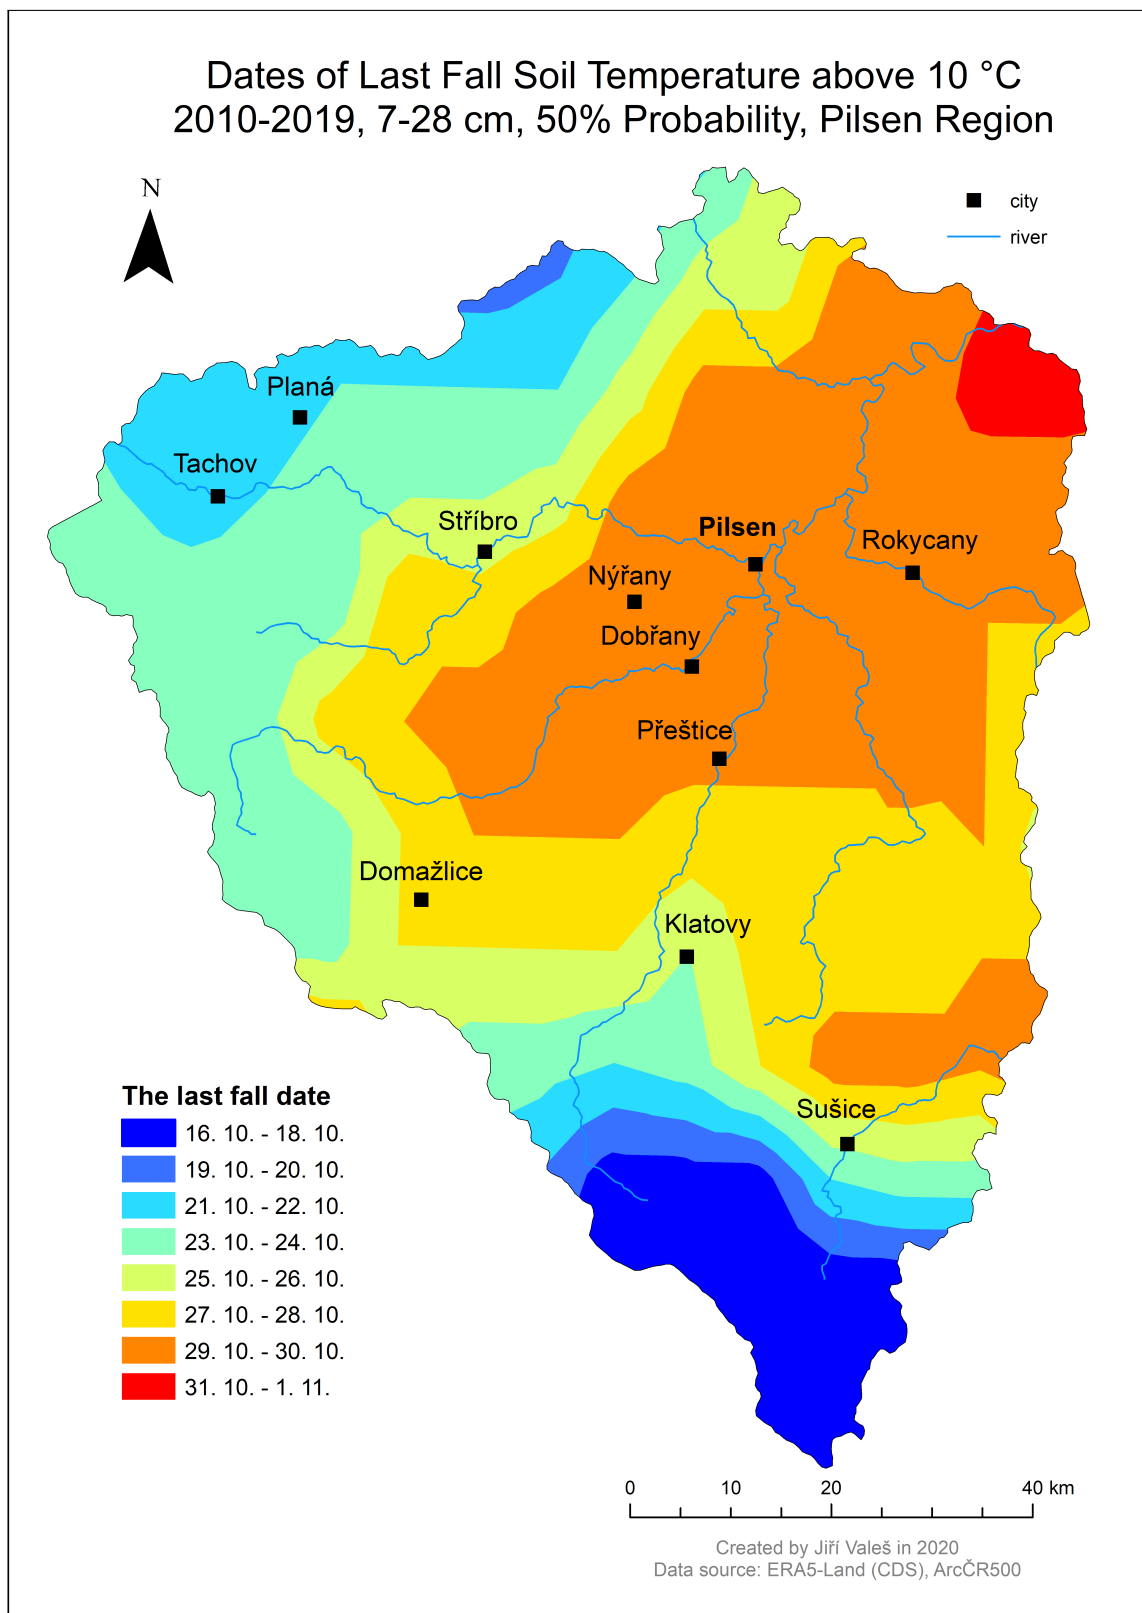 Dates of Last Fall Soil Temperature above 10 °C
2010-2019, 7-28 cm, 50% Probability, Pilsen Region
N
city
river
Planá
Tachov
Stříbro
Pilsen
Rokycany
Nýřany
Dobřany
Přeštice
Domažlice
Klatovy
Sušice
The last fall date
16. 10. - 18. 10.
19. 10. - 20. 10.
21. 10. - 22. 10.
23. 10. - 24. 10.
25. 10. - 26. 10.
27. 10. - 28. 10.
29. 10. - 30. 10.
31. 10. - 1. 11.
0 10 20 40 km
Created by Jiří Valeš in 2020
Data source: ERA5-Land (CDS), ArcČR500